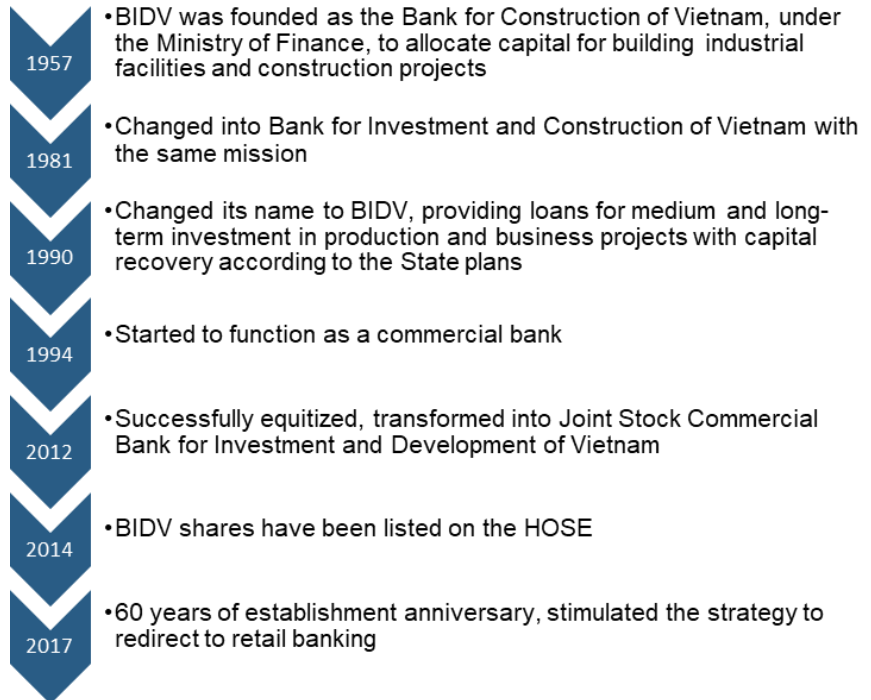 •BIDV was founded as the Bank for Construction of Vietnam, under
the Ministry of Finance, to allocate capital for building industrial
facilities and construction projects
1957
•Changed into Bank for Investment and Construction of Vietnam with
the same mission
1981
•Changed its name to BIDV, providing loans for medium and long-
term investment in production and business projects with capital
recovery according to the State plans
1990
•Started to function as a commercial bank
1994
•Successfully equitized, transformed into Joint Stock Commercial
Bank for Investment and Development of Vietnam
2012
•BIDV shares have been listed on the HOSE
2014
•60 years of establishment anniversary, stimulated the strategy to
redirect to retail banking
2017